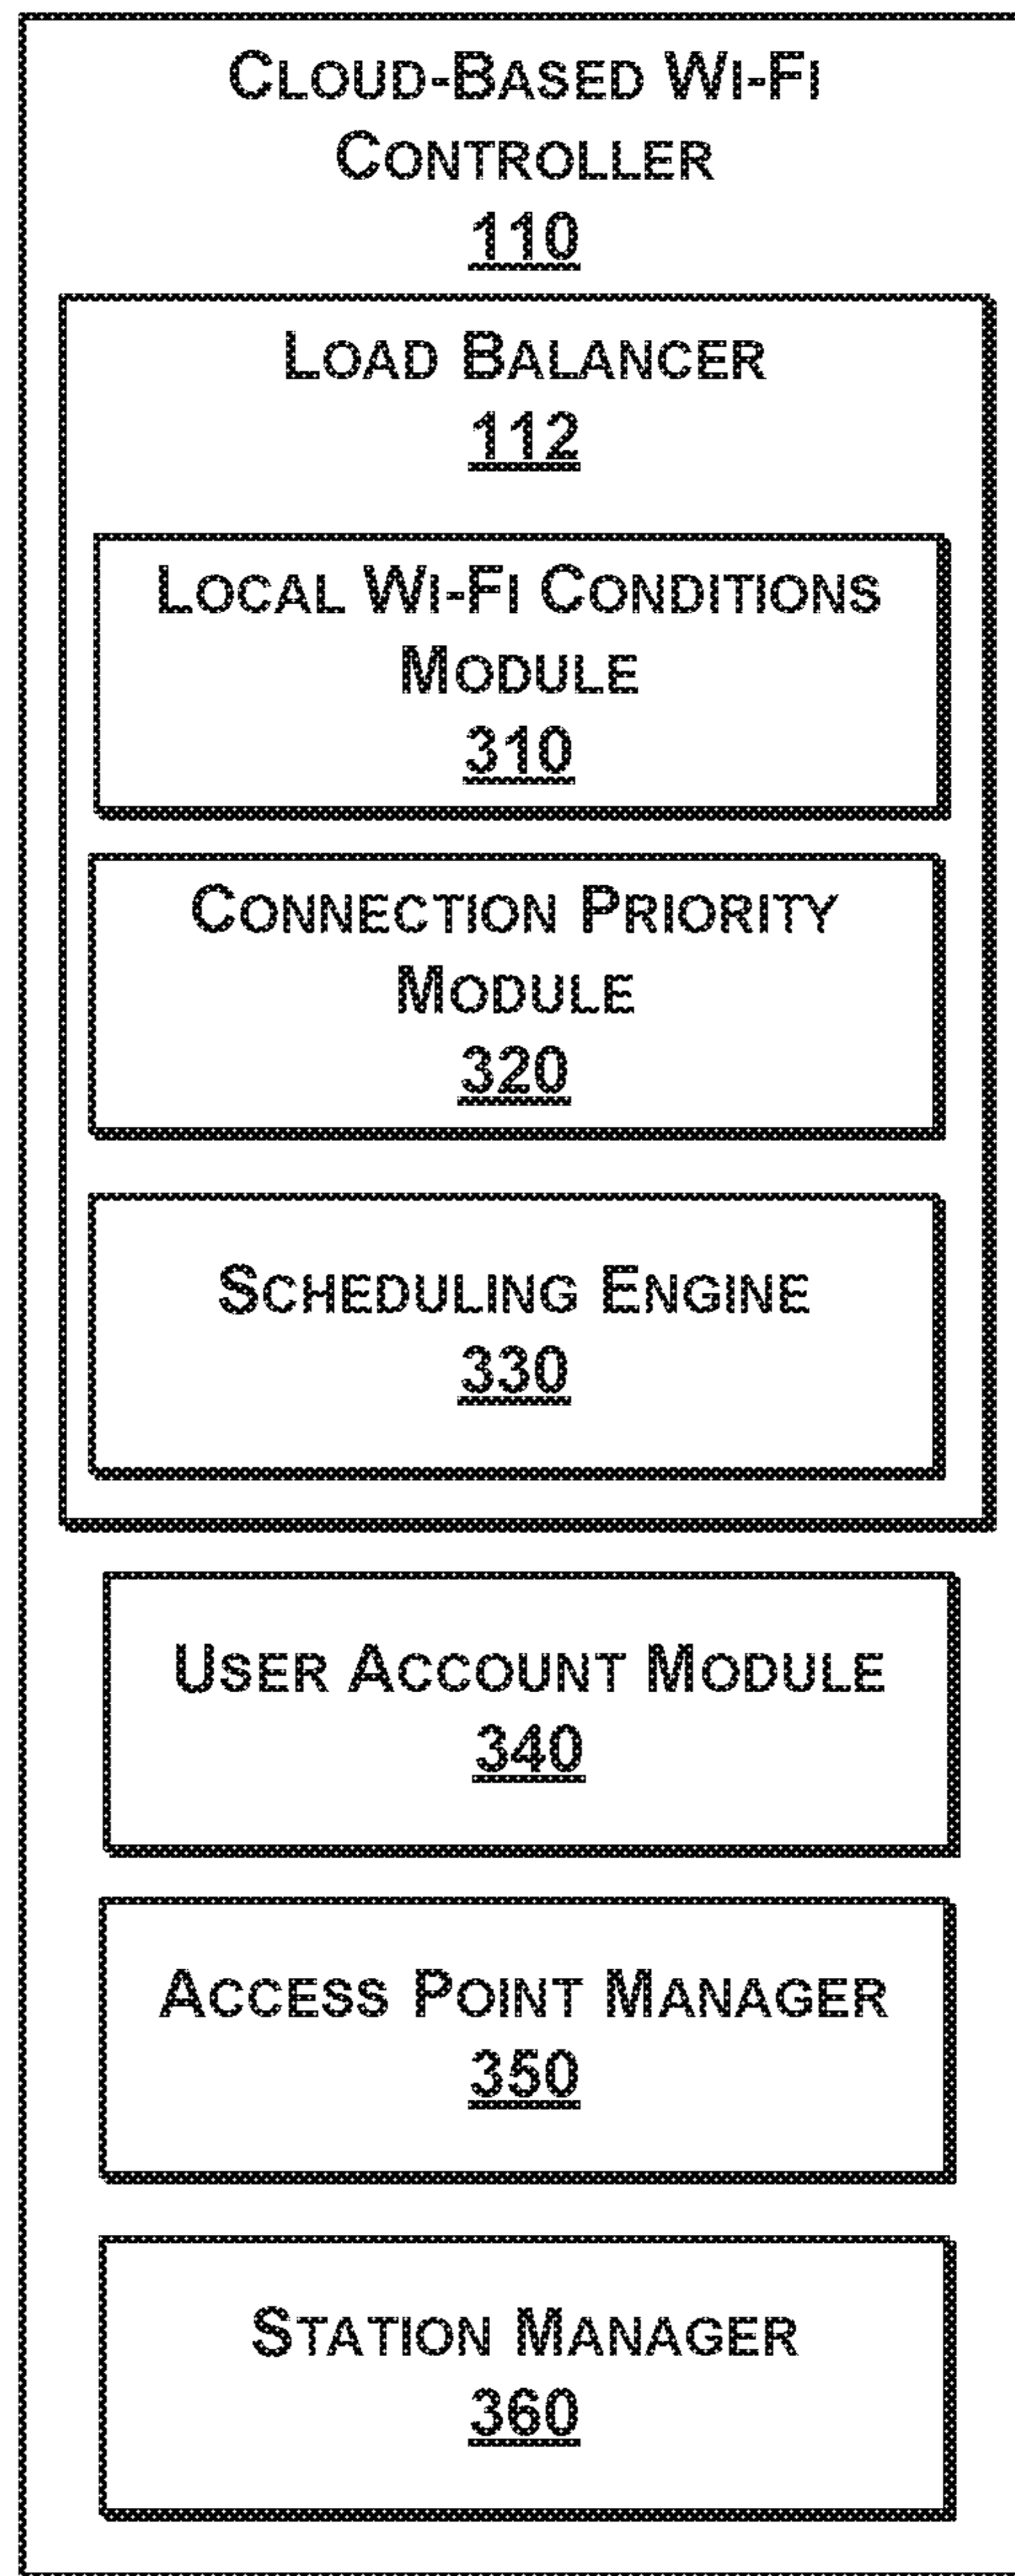 CLOUD-BASED WI-FI
CONTROLLER
110
LOAD BALANCER
112
LOCAL WI-FI CONDITIONS
MODULE
310
CONNECTION PRIORITY
MODULE
320
SCHEDULING ENGINE
330
USER ACCOUNT MODULE
340
ACCESS POINT MANAGER
350
STATION MANAGER
360